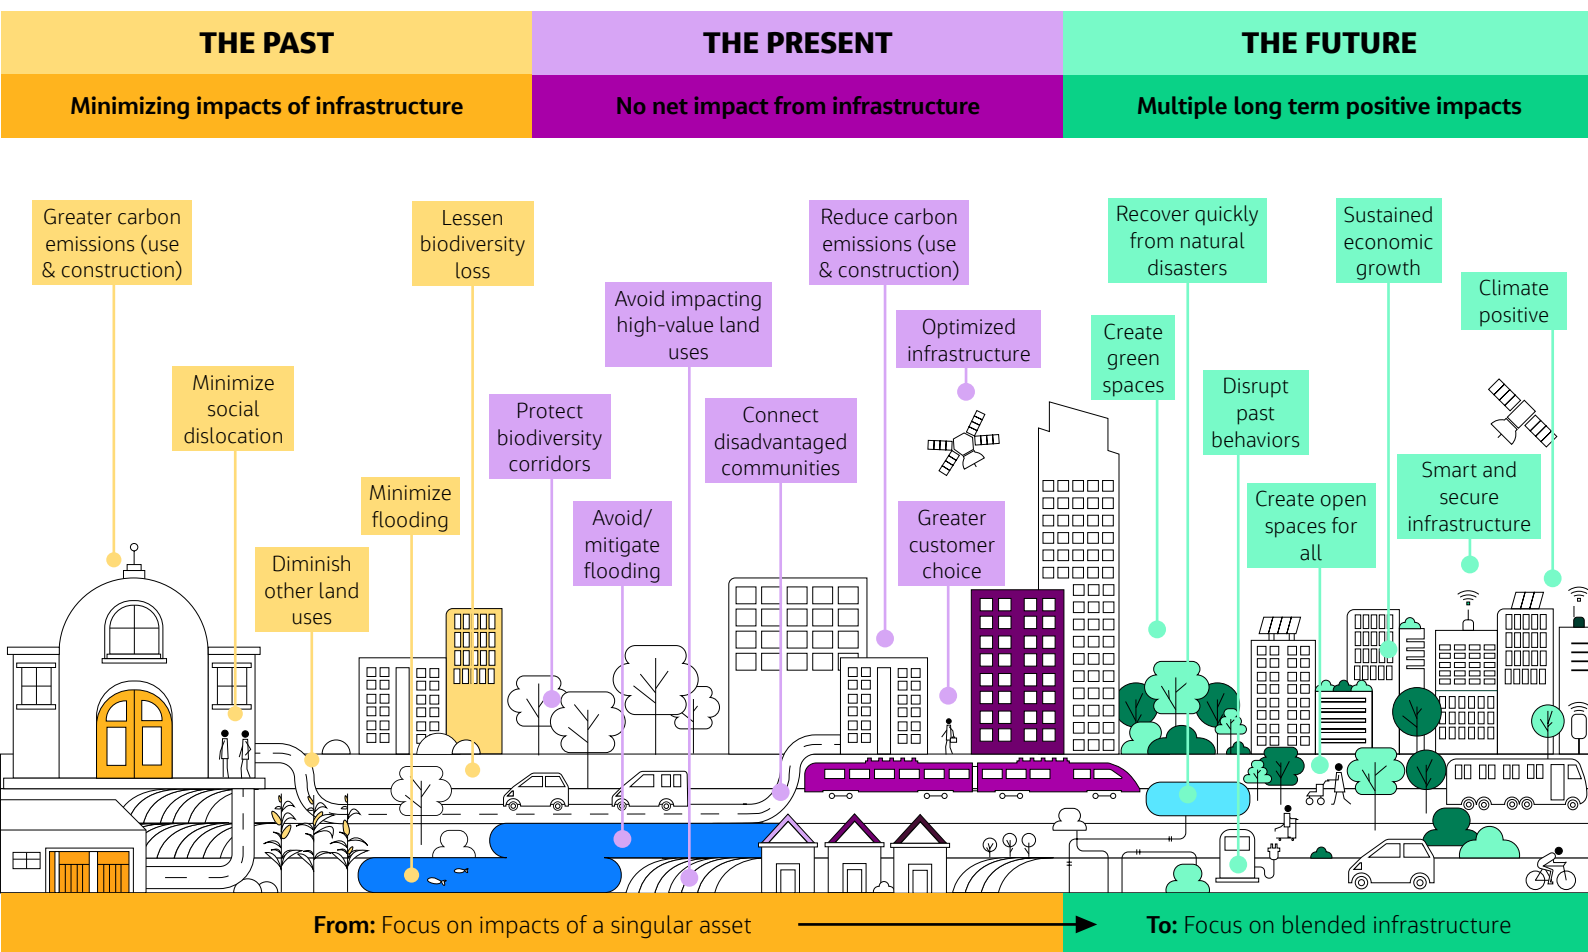 THE PAST
THE PRESENT
THE FUTURE
Minimizing impacts of infrastructure
No net impact from infrastructure
Multiple long term positive impacts
Greater carbon
emissions (use
& construction)
Minimize
social
dislocation
Diminish
other land
uses
Minimize
flooding
Lessen
biodiversity
loss
Protect
biodiversity
corridors
Avoid/
mitigate
flooding
Avoid impacting
high-value land
uses
Connect
disadvantaged
communities
Reduce carbon
emissions (use
& construction)
Optimized
infrastructure
Greater
customer
choice
Create
green
spaces
Recover quickly
from natural
disasters
Disrupt
past
behaviors
Create open
spaces for
all
Sustained
economic
growth
Smart and
secure
infrastructure
Climate
positive
From: Focus on impacts of a singular asset
To: Focus on blended infrastructure